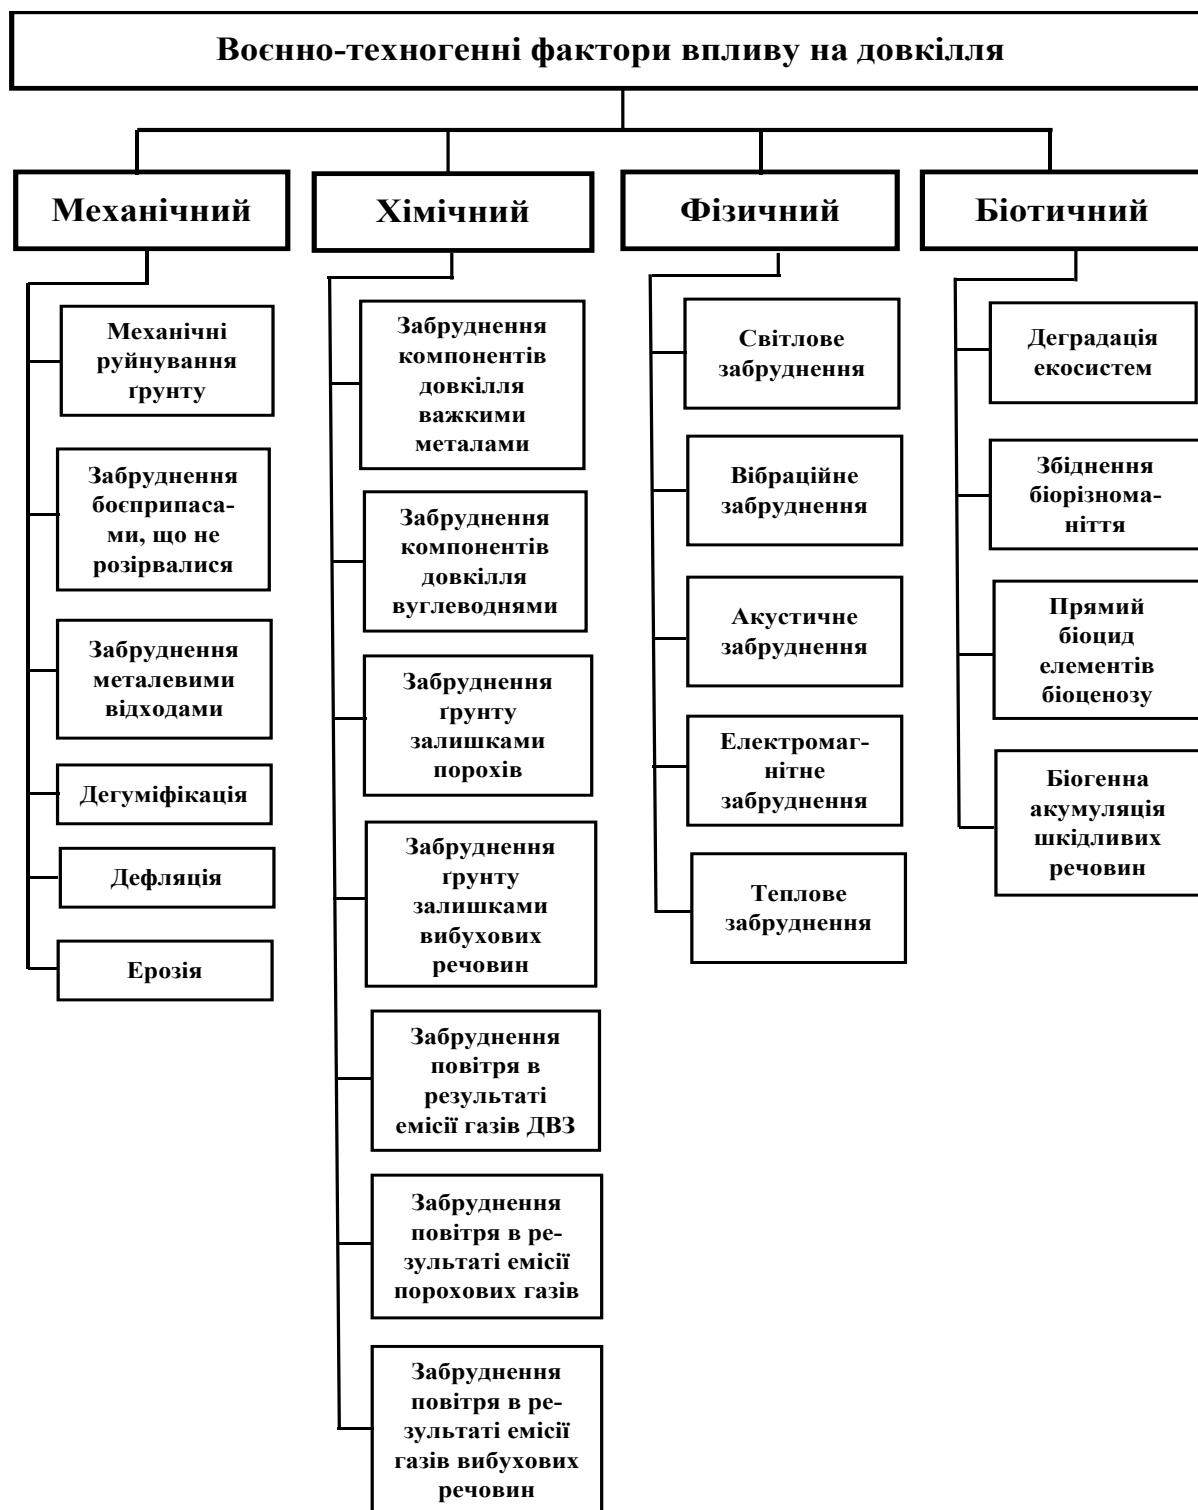 Воєнно-техногенні фактори впливу на довкілля
Механічний
Механічні
руйнування
ґрунту
Забруднення
боєприпаса-
ми, що не
розірвалися
Забруднення
металевими
відходами
Дегуміфікація
Дефляція
Ерозія
Хімічний
Забруднення
компонентів
довкілля
важкими
металами
Забруднення
компонентів
довкілля
вуглеводнями
Забруднення
ґрунту
залишками
порохів
Забруднення
ґрунту
залишками
вибухових
речовин
Забруднення
повітря в
результаті
емісії газів ДВЗ
Забруднення
повітря в ре-
зультаті емісії
порохових газів
Забруднення
повітря в ре-
зультаті емісії
газів вибухових
речовин
Фізичний
Світлове
забруднення
Вібраційне
забруднення
Акустичне
забруднення
Електромаг-
нітне
забруднення
Теплове
забруднення
Біотичний
Деградація
екосистем
Збіднення
біорізнома-
ніття
Прямий
біоцид
елементів
біоценозу
Біогенна
акумуляція
шкідливих
речовин